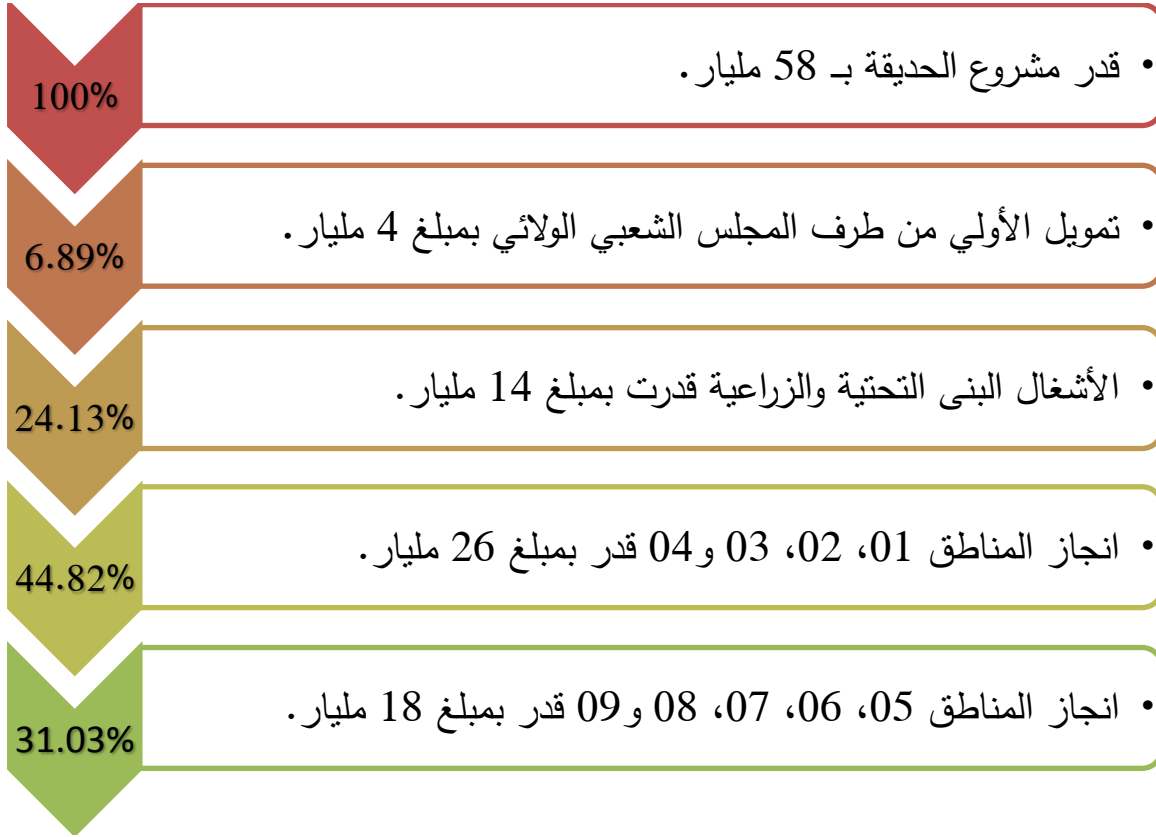 100%
• قدر مشروع الحديقة بـ 58 مليار.
6.89%
• تمويل الأولي من طرف المجلس الشعبي الولائي بمبلغ 4 مليار.
24.13%
• الأشغال البنى التحتية والزراعية قدرت بمبلغ 14 مليار.
44.82%
• انجاز المناطق 01، 02، 03 و04 قدر بمبلغ 26 مليار.
31.03%
• انجاز المناطق 05، 06، 07، 08 و09 قدر بمبلغ 18 مليار.